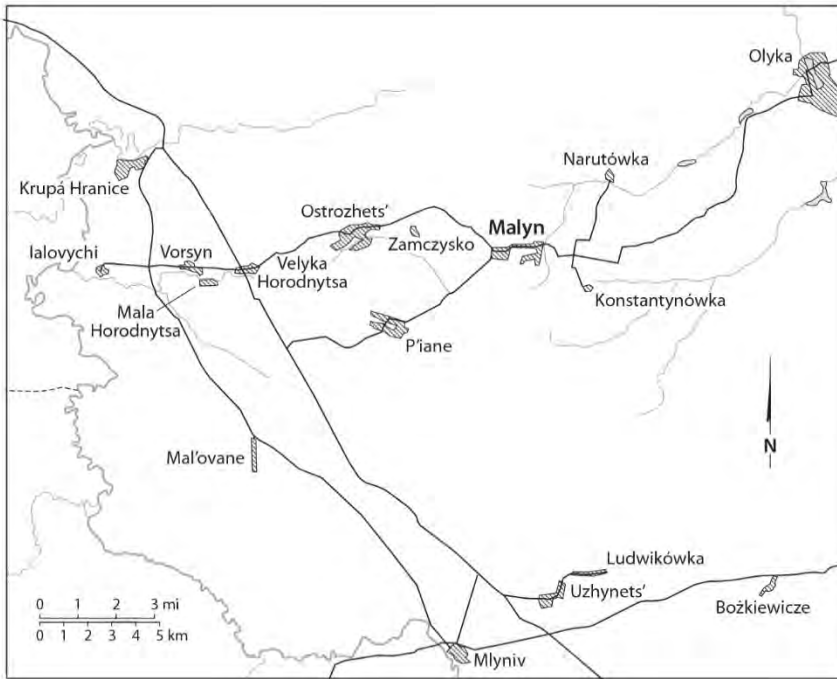 Olyka
Narutówka
Krupá Hranice
Ostrozhets'
Malyn
Zamczysko
Ialovychi
Vorsyn
Velyka
Horodnytsa
Mala
Horodnytsa
Konstantynówka
P'iane
N
Mal'ovane
Ludwikówka
Uzhynets'
Bożkiewicze
0 1 2 3 mi
0 1 2 3 4 5 km
Mlyniv